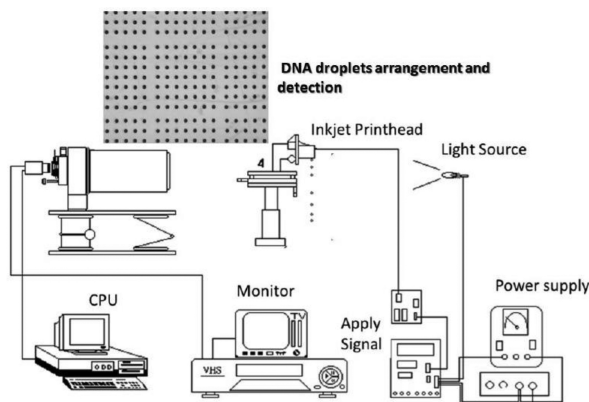 DNA droplets arrangement and
detection
Inkjet Printhead
Light Source
4
CPU
Monitor
TV
VHS
Apply
Signal
Power supply